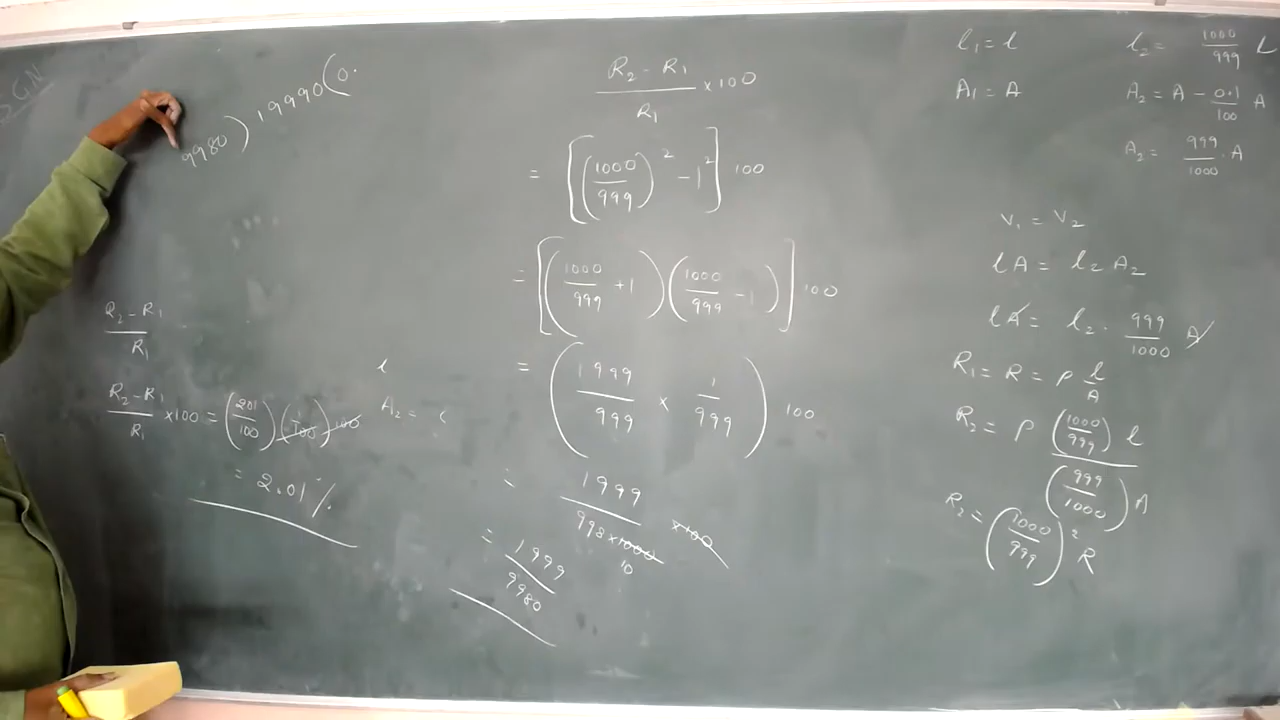 SGN
9980 ) 19990 ( 0.
R₂ - R₁ / R₁
R₂ - R₁ / R₁ × 100 = (201/100) (1/100) 100
= 2.01 %
l
A₂ = (
R₂ - R₁ / R₁ × 100
= [(1000/999)² - 1²] 100
= [(1000/999 + 1) (1000/999 - 1)] 100
= (1999/999 × 1/999) 100
= 1999 / 998 × 1000 × 100
10
= 1999/9980
l₁ = l
l₂ = 1000/999 L
A₁ = A
A₂ = A - 0.1/100 A
A₂ = 999/1000 . A
V₁ = V₂
lA = l₂ A₂
lA = l₂ . 999/1000 A
R₁ = R = ρ l/A
R₂ = ρ (1000/999) l / (999/1000) A
R₂ = (1000/999)² R